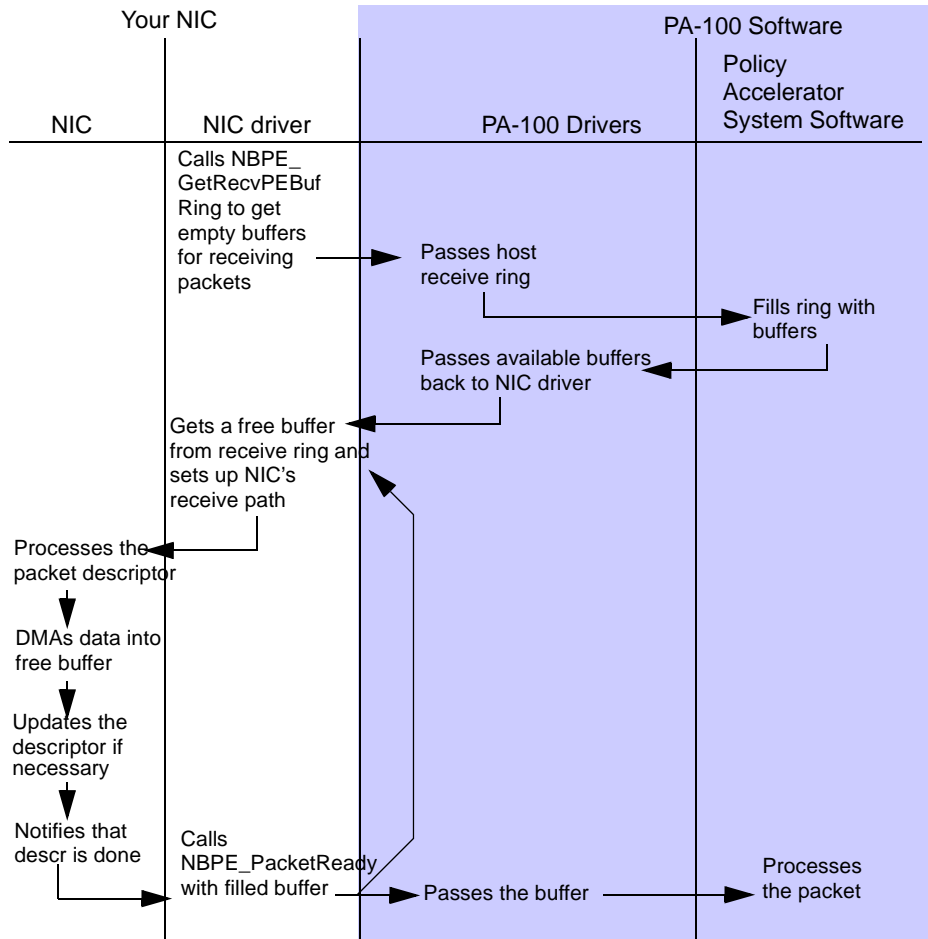 Your NIC
PA-100 Software
NIC
NIC driver
PA-100 Drivers
Policy
Accelerator
System Software
Calls NBPE_
GetRecvPEBuf
Ring to get
empty buffers
for receiving
packets
Passes host
receive ring
Fills ring with
buffers
Passes available buffers
back to NIC driver
Gets a free buffer
from receive ring and
sets up NIC's
receive path
Processes the
packet descriptor
DMAs data into
free buffer
Updates the
descriptor if
necessary
Notifies that
descr is done
Calls
NBPE_PacketReady
with filled buffer
Passes the buffer
Processes
the packet